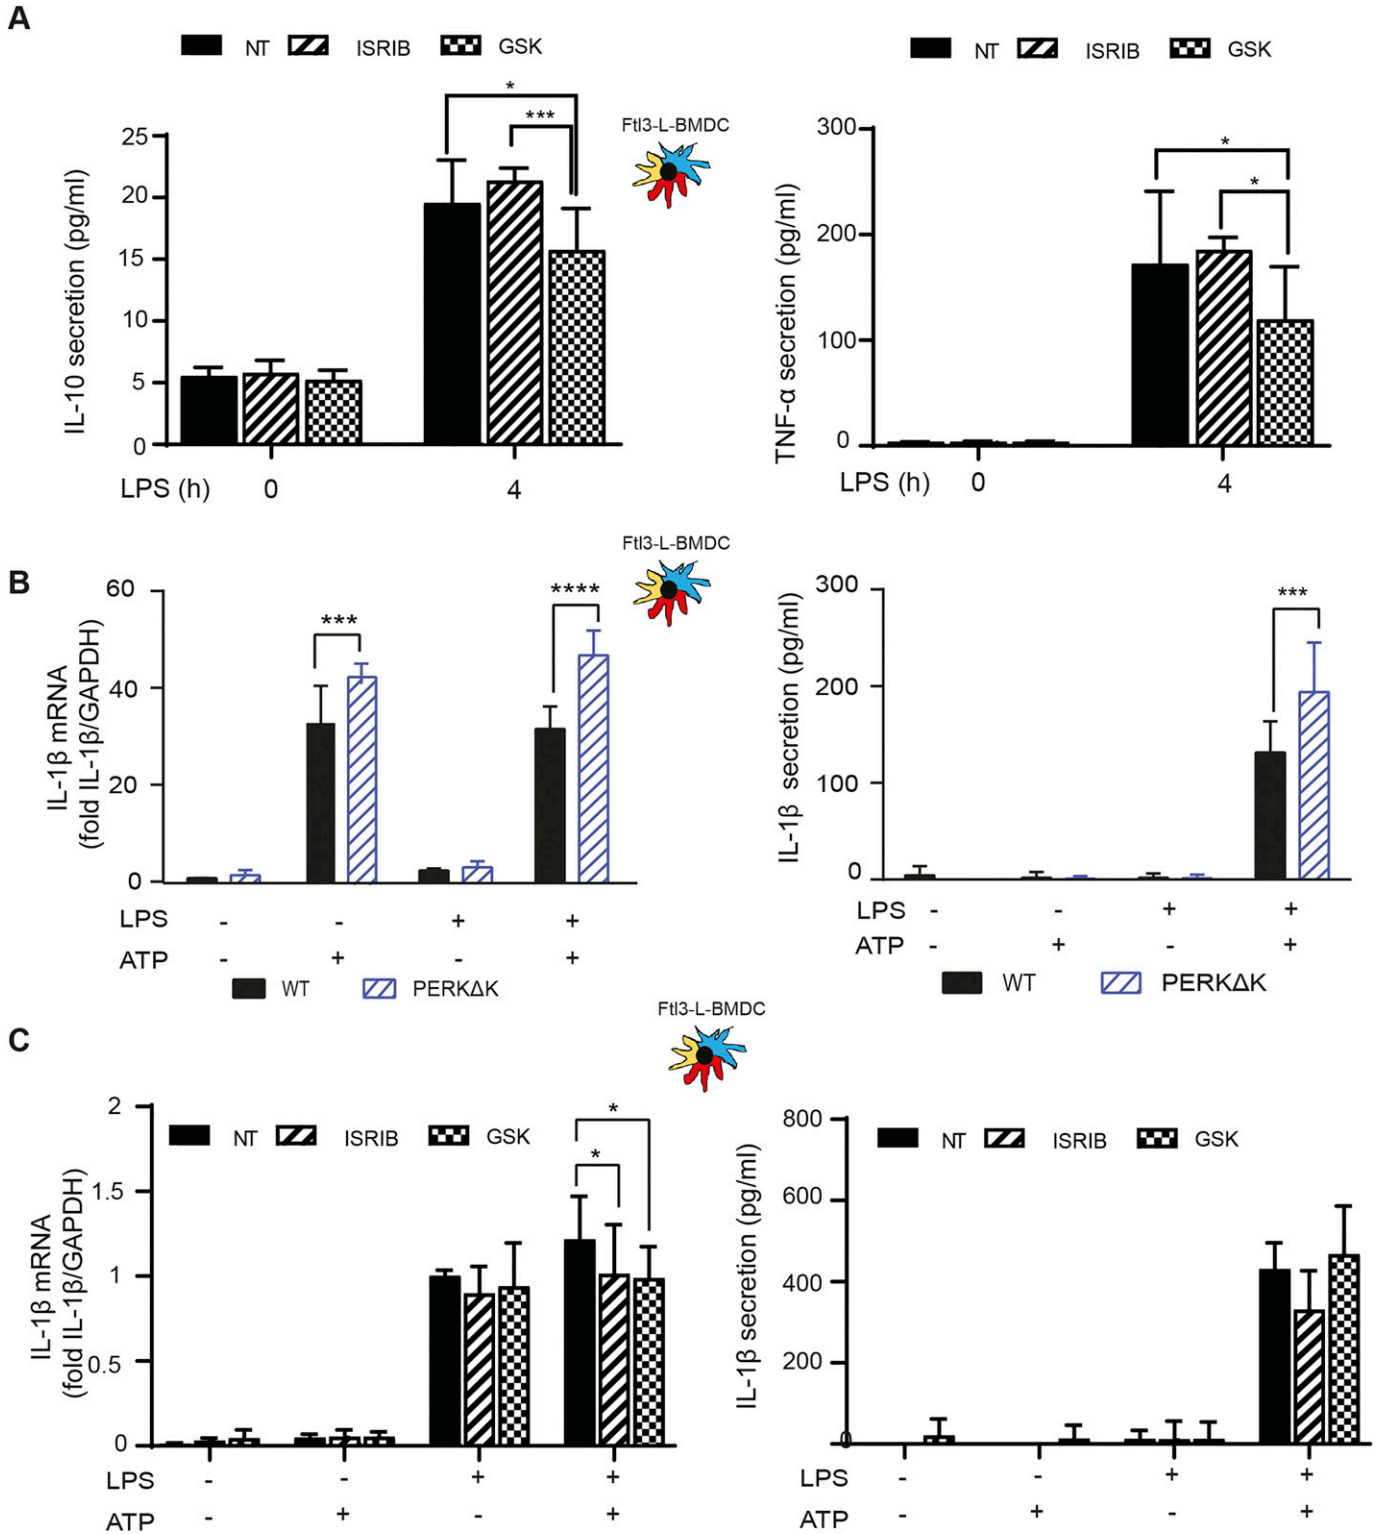 A
NT ISRIB GSK
NT ISRIB GSK
*
***
Ftl3-L-BMDC
*
*
IL-10 secretion (pg/ml)
25
20
15
10
5
0
LPS (h) 0 4
TNF-α secretion (pg/ml)
300
200
100
0
LPS (h) 0 4
B
Ftl3-L-BMDC
IL-1β mRNA
(fold IL-1β/GAPDH)
60
40
20
0
***
****
LPS - - + +
ATP - + - +
WT PERKΔK
IL-1β secretion (pg/ml)
300
200
100
0
***
LPS - - + +
ATP - + - +
WT PERKΔK
C
Ftl3-L-BMDC
IL-1β mRNA
(fold IL-1β/GAPDH)
2
1.5
1
0.5
0
NT ISRIB GSK
*
*
LPS - - + +
ATP - + - +
IL-1β secretion (pg/ml)
800
600
400
200
0
NT ISRIB GSK
LPS - - + +
ATP - + - +